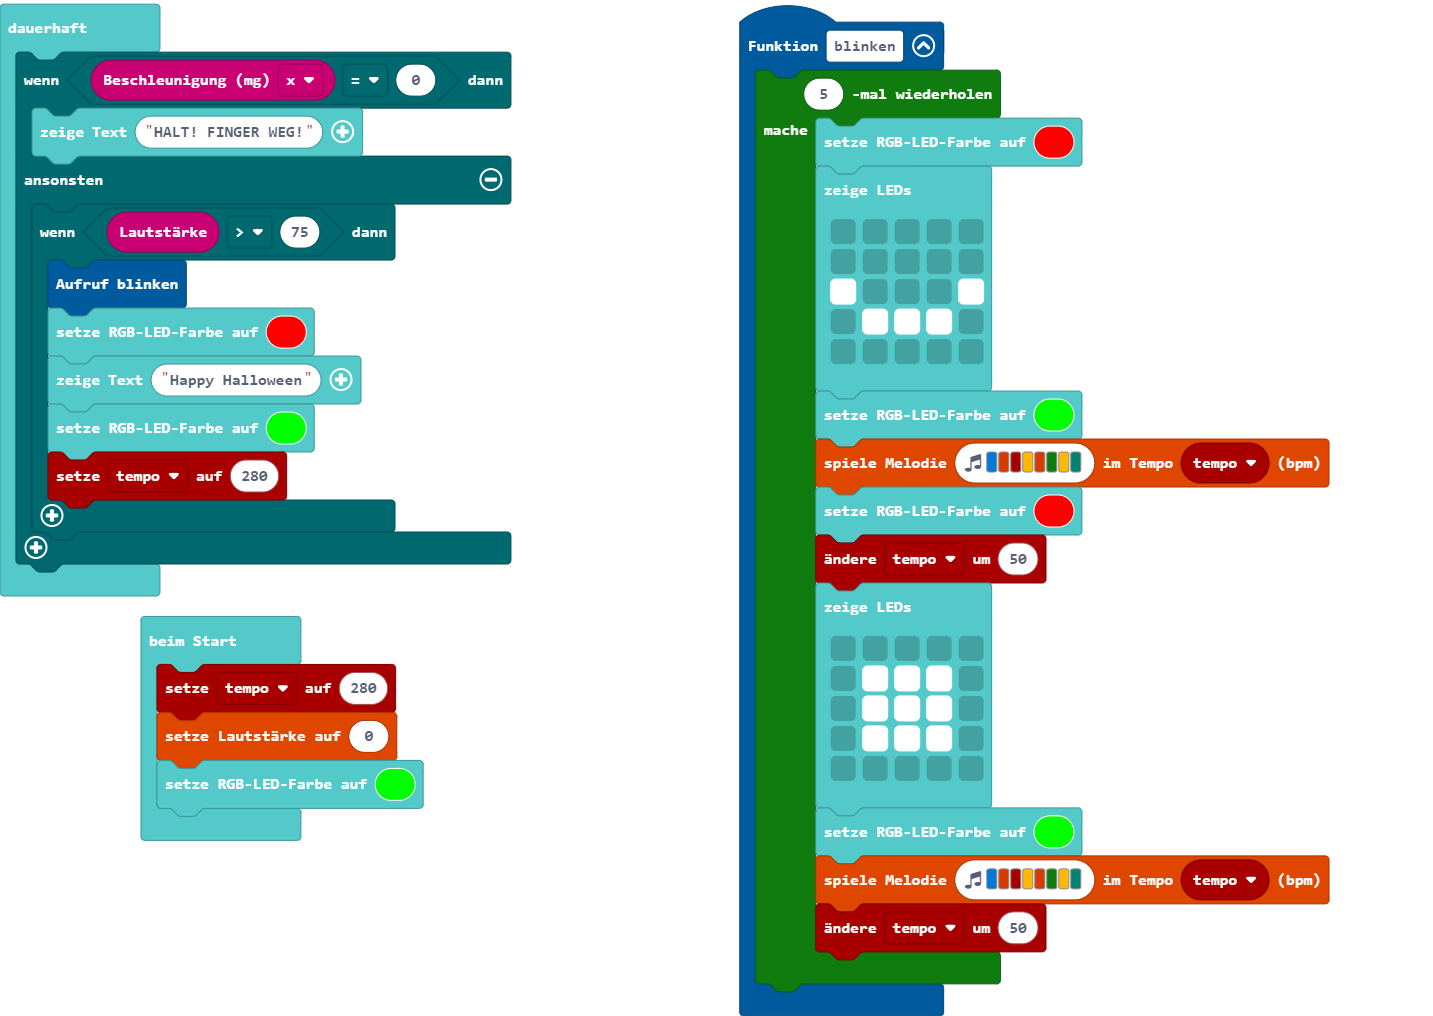 dauerhaft
wenn Beschleunigung (mg) x = 0 dann
zeige Text "HALT! FINGER WEG!"
ansonsten
wenn Lautstärke > 75 dann
Aufruf blinken
setze RGB-LED-Farbe auf
zeige Text "Happy Halloween"
setze RGB-LED-Farbe auf
setze tempo auf 280
beim Start
setze tempo auf 280
setze Lautstärke auf 0
setze RGB-LED-Farbe auf
Funktion blinken
5 -mal wiederholen
mache
setze RGB-LED-Farbe auf
zeige LEDs
setze RGB-LED-Farbe auf
spiele Melodie im Tempo tempo (bpm)
setze RGB-LED-Farbe auf
ändere tempo um 50
zeige LEDs
setze RGB-LED-Farbe auf
spiele Melodie im Tempo tempo (bpm)
ändere tempo um 50